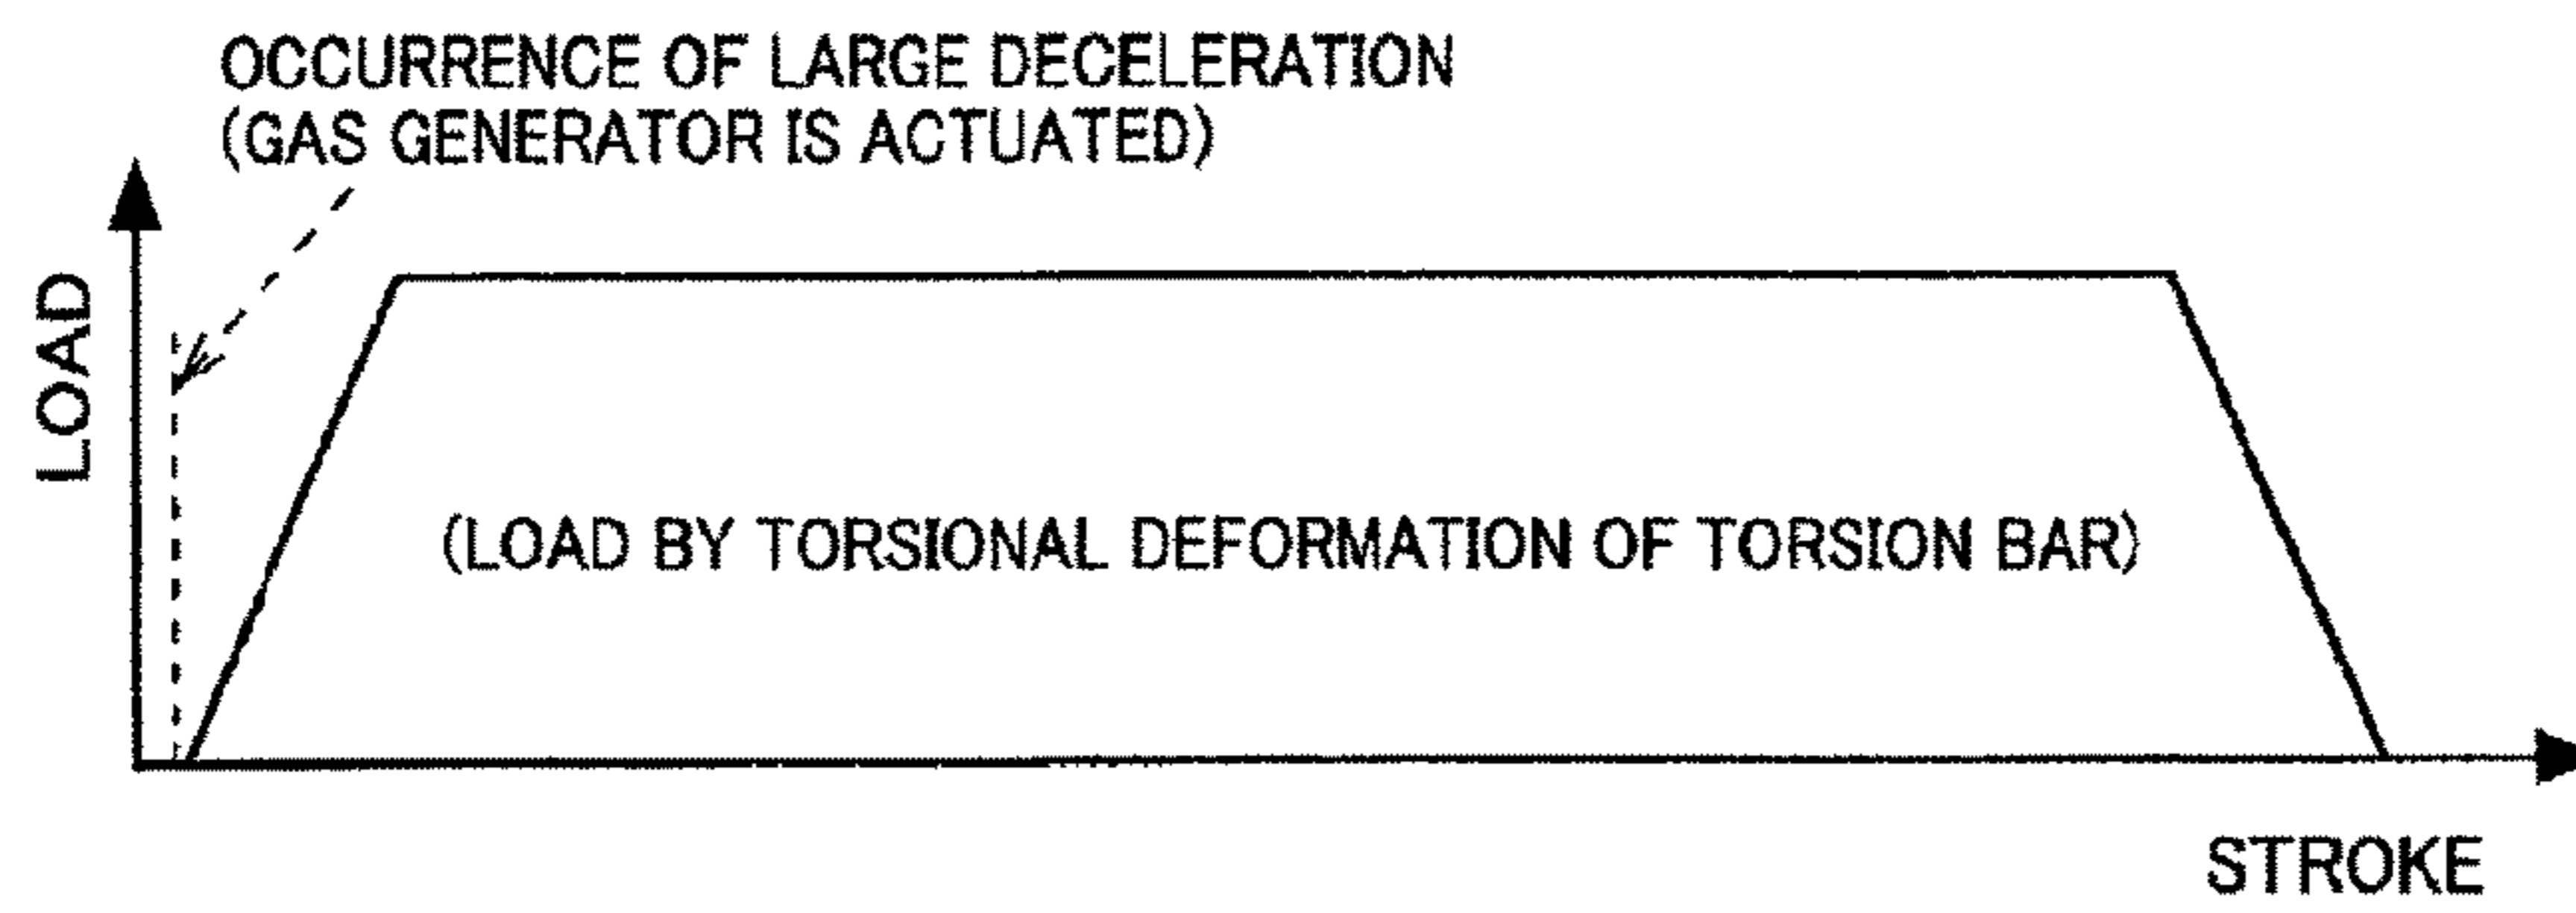 OCCURRENCE OF LARGE DECELERATION
(GAS GENERATOR IS ACTUATED)
LOAD
(LOAD BY TORSIONAL DEFORMATION OF TORSION BAR)
STROKE